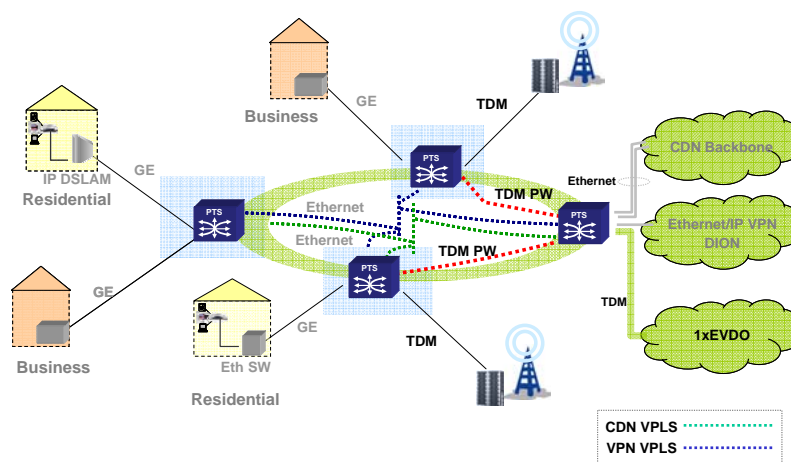 Business
GE
TDM
IP DSLAM
Residential
GE
PTS
TDM PW
Ethernet
CDN Backbone
PTS
Ethernet
Ethernet
PTS
Ethernet/IP VPN
DION
TDM PW
PTS
GE
GE
TDM
TDM
1xEVDO
Business
Eth SW
Residential
CDN VPLS
VPN VPLS